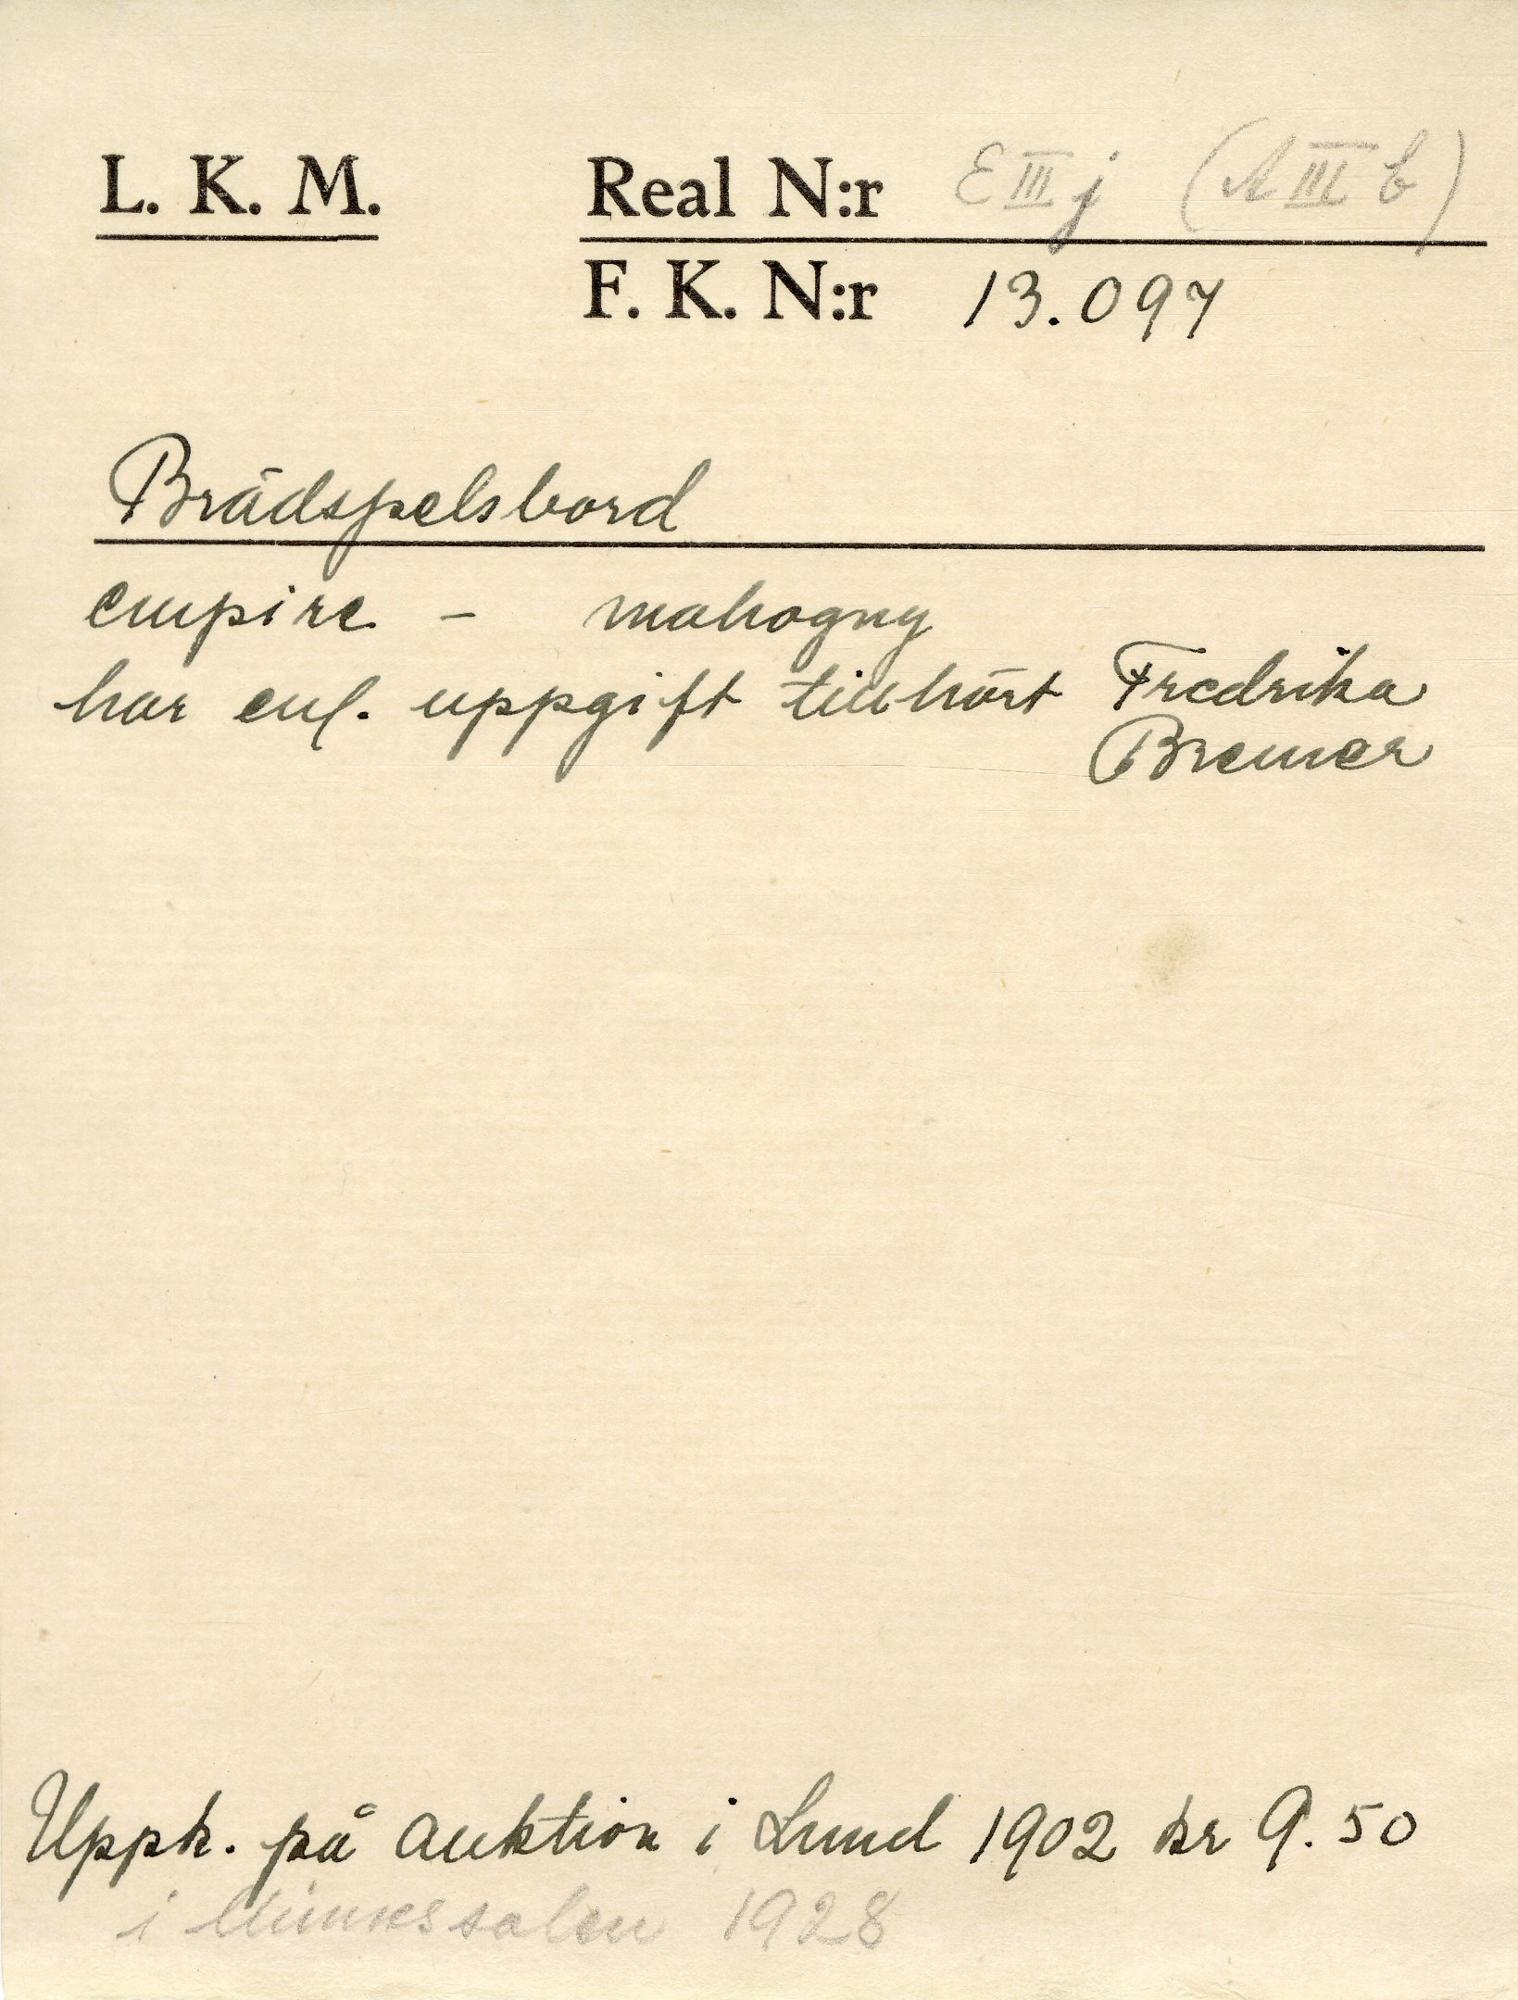 L. K. M. Real N:r E III j (A III b)
F. K. N:r 13.097
Brädspelsbord
empire - mahogny
har enl. uppgift tillhört Fredrika
Bremer
Uppk. på auktion i Lund 1902 kr 9.50
i Minnessalen 1928